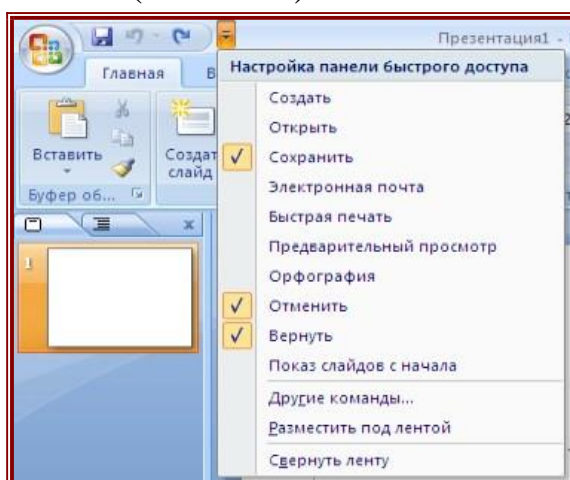 Презентация1 -
Главная
Настройка панели быстрого доступа
Вставить
Создат
слайд
Буфер об...
1
Создать
Открыть
Сохранить
Электронная почта
Быстрая печать
Предварительный просмотр
Орфография
Отменить
Вернуть
Показ слайдов с начала
Другие команды...
Разместить под лентой
Свернуть ленту